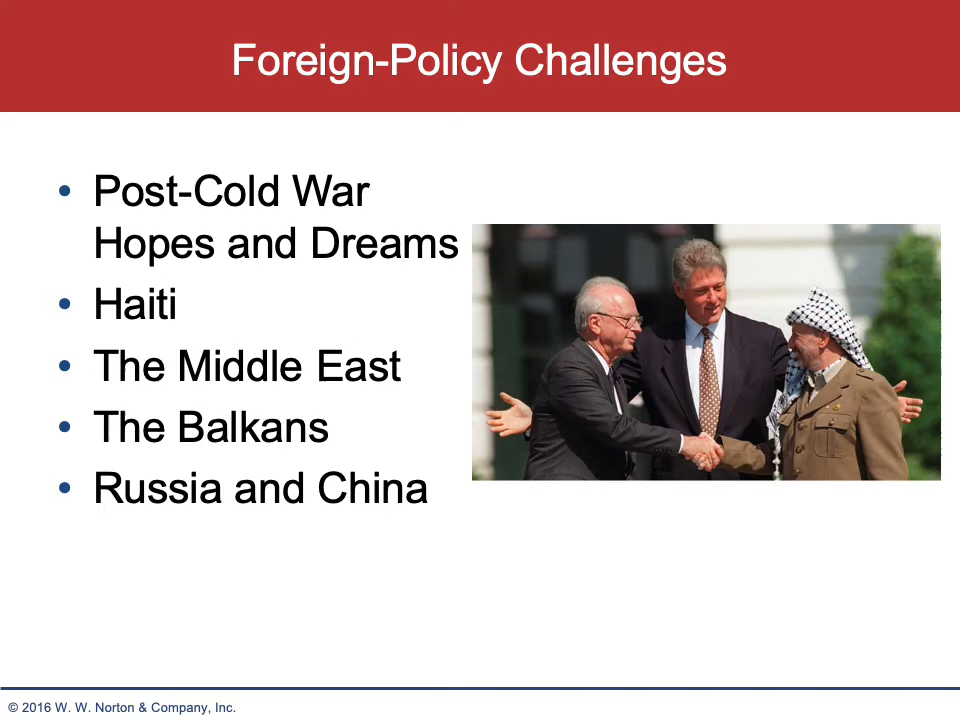 Foreign-Policy Challenges
• Post-Cold War
Hopes and Dreams
• Haiti
• The Middle East
• The Balkans
• Russia and China
© 2016 W. W. Norton & Company, Inc.